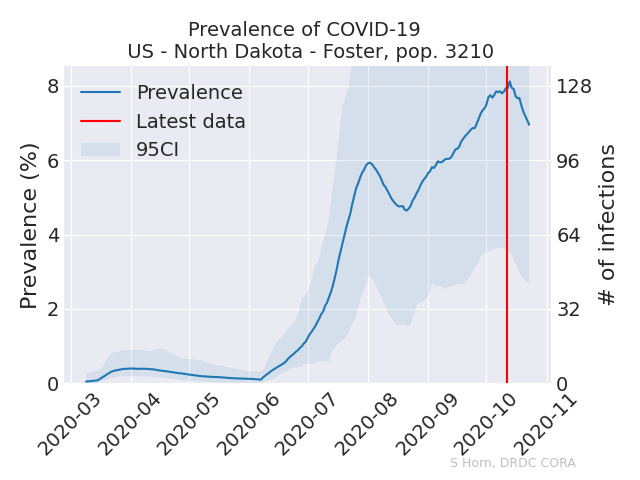 Prevalence of COVID-19
US - North Dakota - Foster, pop. 3210
Prevalence
Latest data
95CI
Prevalence (%)
8
6
4
2
0
128
96
64
32
0
# of infections
2020-03
2020-04
2020-05
2020-06
2020-07
2020-08
2020-09
2020-10
2020-11
S Horn, DRDC CORA